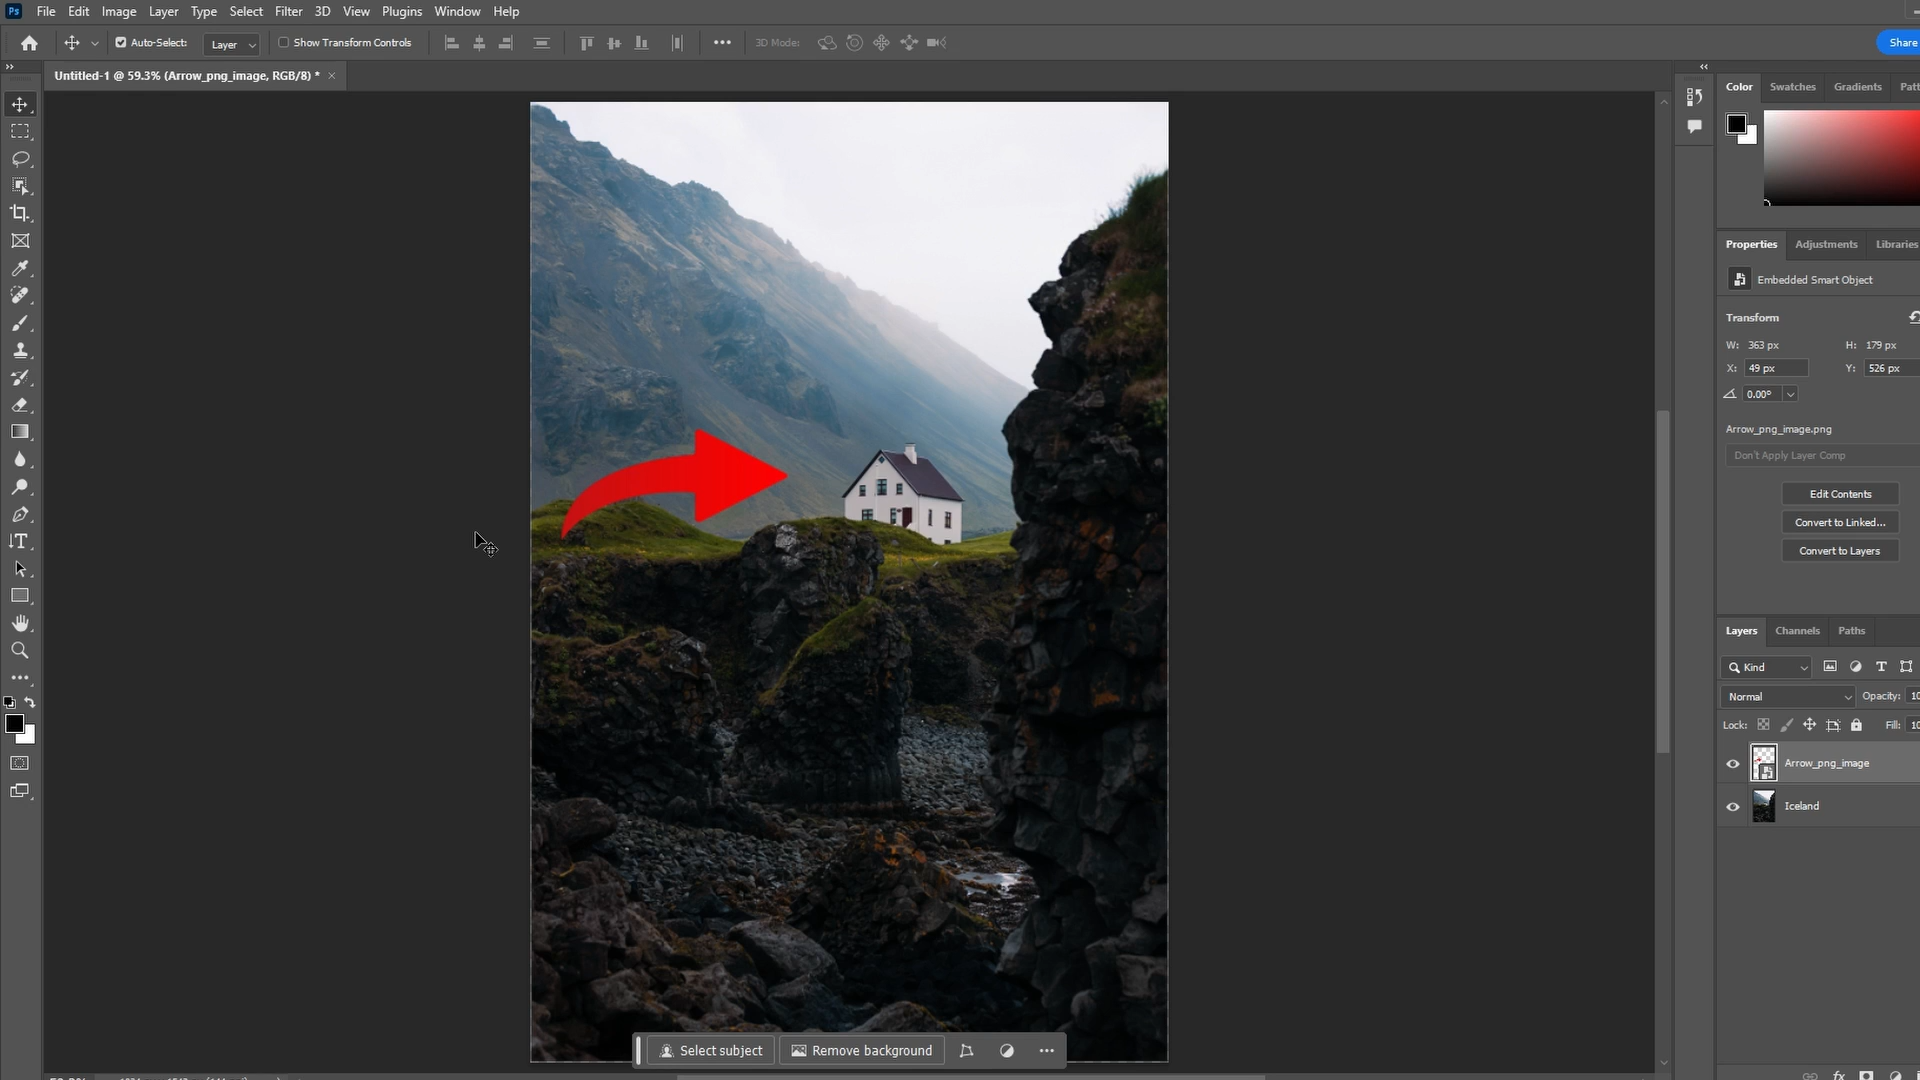 Ps File Edit Image Layer Type Select Filter 3D View Plugins Window Help
Auto-Select: Layer Show Transform Controls 3D Mode: Share
Untitled-1 @ 59.3% (Arrow_png_image, RGB/8) * ×
Color Swatches Gradients
Properties Adjustments Libraries
Embedded Smart Object
Transform
W: 363 px H: 179 px
X: 49 px Y: 526 px
0.00°
Arrow_png_image.png
Don't Apply Layer Comp
Edit Contents
Convert to Linked...
Convert to Layers
Layers Channels Paths
Kind
Normal Opacity:
Lock: Fill:
Arrow_png_image
Iceland
Select subject Remove background
fx